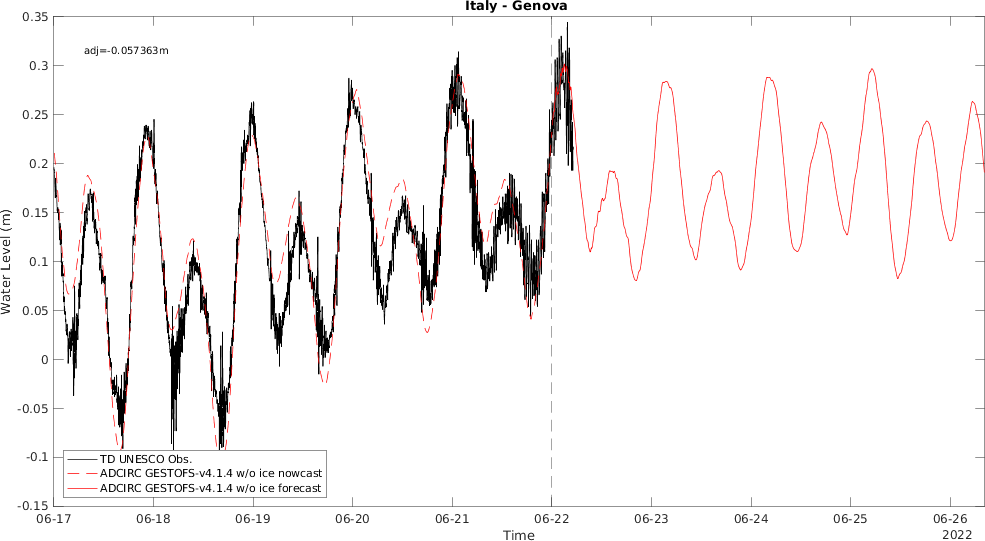 Italy - Genova
adj=-0.057363m
Water Level (m)
0.35
0.3
0.25
0.2
0.15
0.1
0.05
0
-0.05
-0.1
-0.15
TD UNESCO Obs.
ADCIRC GESTOFS-v4.1.4 w/o ice nowcast
ADCIRC GESTOFS-v4.1.4 w/o ice forecast
06-17 06-18 06-19 06-20 06-21 06-22 06-23 06-24 06-25 06-26
Time
2022